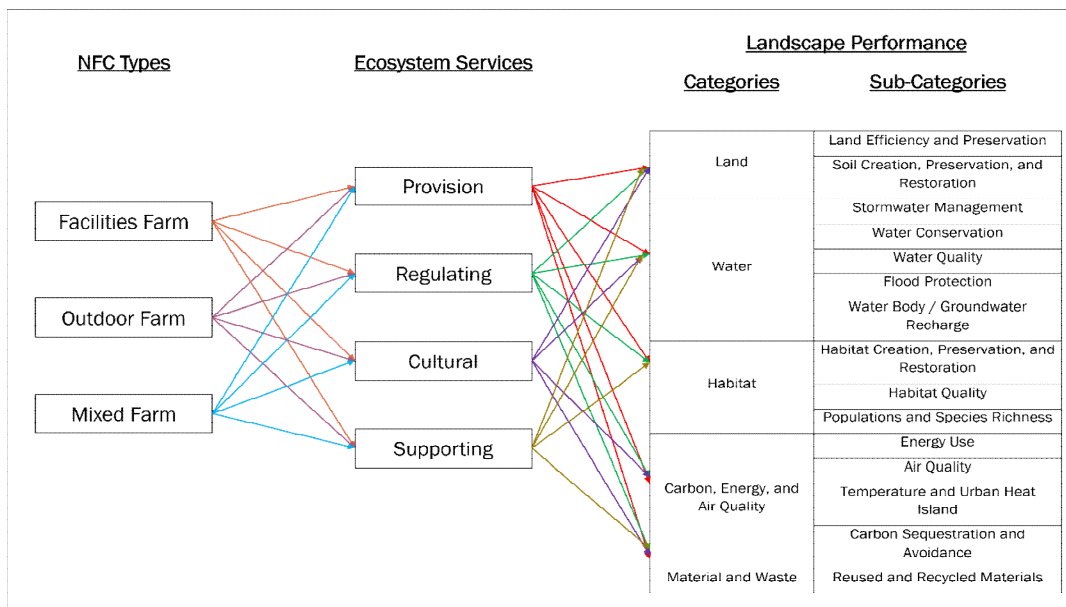 Landscape Performance
NFC Types
Ecosystem Services
Categories
Sub-Categories
Facilities Farm
Outdoor Farm
Mixed Farm
Provision
Regulating
Cultural
Supporting
Land
Land Efficiency and Preservation
Soil Creation, Preservation, and
Restoration
Water
Stormwater Management
Water Conservation
Water Quality
Flood Protection
Water Body / Groundwater
Recharge
Habitat
Habitat Creation, Preservation, and
Restoration
Habitat Quality
Populations and Species Richness
Carbon, Energy, and
Air Quality
Energy Use
Air Quality
Temperature and Urban Heat
Island
Carbon Sequestration and
Avoidance
Material and Waste
Reused and Recycled Materials